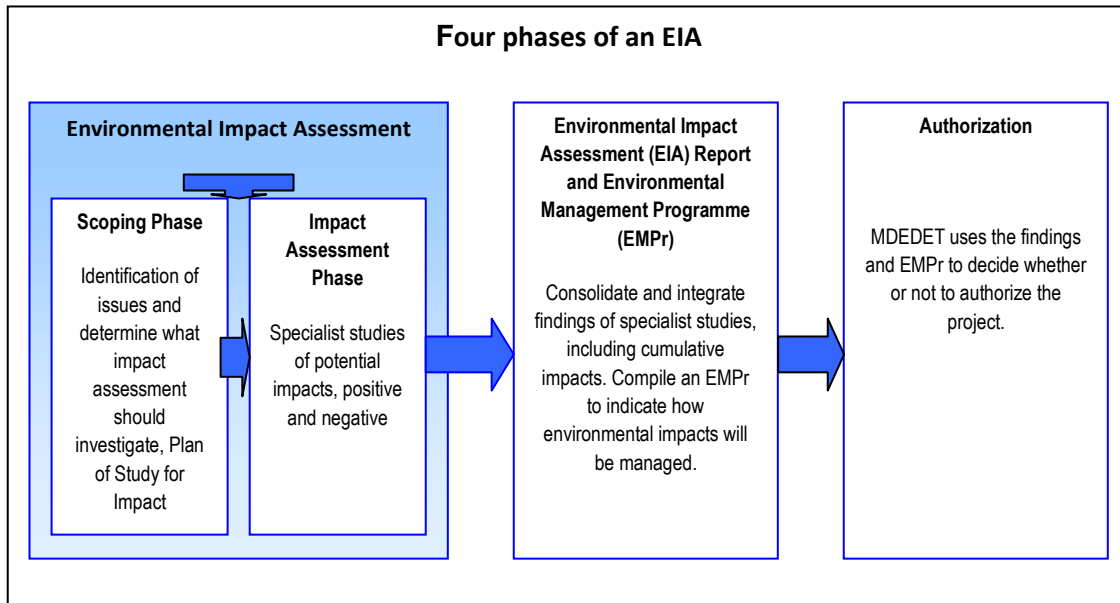 Four phases of an EIA
Environmental Impact Assessment
Scoping Phase
Identification of
issues and
determine what
impact
assessment
should
investigate, Plan
of Study for
Impact
Impact
Assessment
Phase
Specialist studies
of potential
impacts, positive
and negative
Environmental Impact
Assessment (EIA) Report
and Environmental
Management Programme
(EMPr)
Consolidate and integrate
findings of specialist studies,
including cumulative
impacts. Compile an EMPr
to indicate how
environmental impacts will
be managed.
Authorization
MDEDET uses the findings
and EMPr to decide whether
or not to authorize the
project.